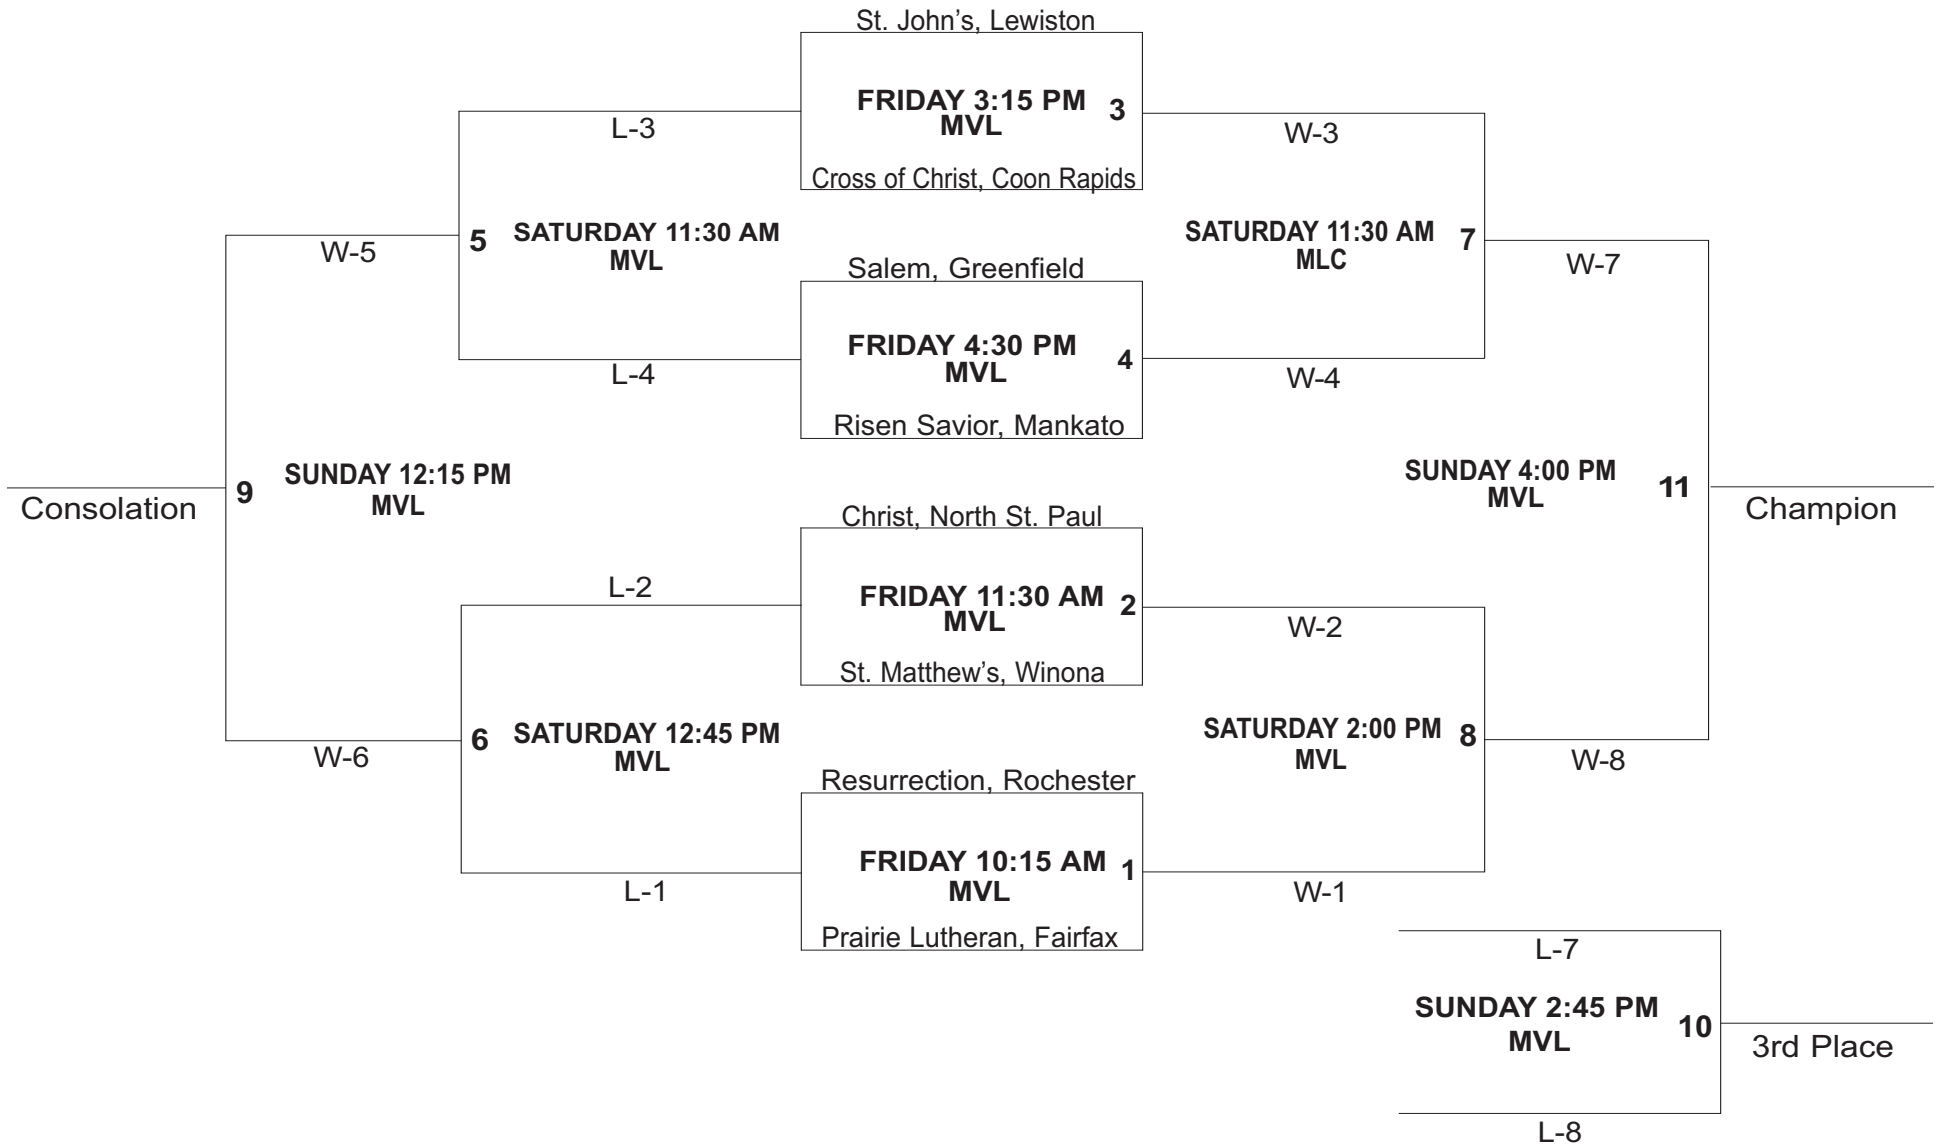 St. John’s, Lewiston
FRIDAY 3:15 PM
MVL
3
Cross of Christ, Coon Rapids
L-3
W-3
5
SATURDAY 11:30 AM
MVL
W-5
SATURDAY 11:30 AM
MLC
7
W-7
Salem, Greenfield
FRIDAY 4:30 PM
MVL
4
Risen Savior, Mankato
L-4
W-4
Consolation
9
SUNDAY 12:15 PM
MVL
SUNDAY 4:00 PM
MVL
11
Champion
Christ, North St. Paul
FRIDAY 11:30 AM
MVL
2
St. Matthew’s, Winona
L-2
W-2
W-6
6
SATURDAY 12:45 PM
MVL
SATURDAY 2:00 PM
MVL
8
W-8
Resurrection, Rochester
FRIDAY 10:15 AM
MVL
1
Prairie Lutheran, Fairfax
L-1
W-1
L-7
SUNDAY 2:45 PM
MVL
10
3rd Place
L-8